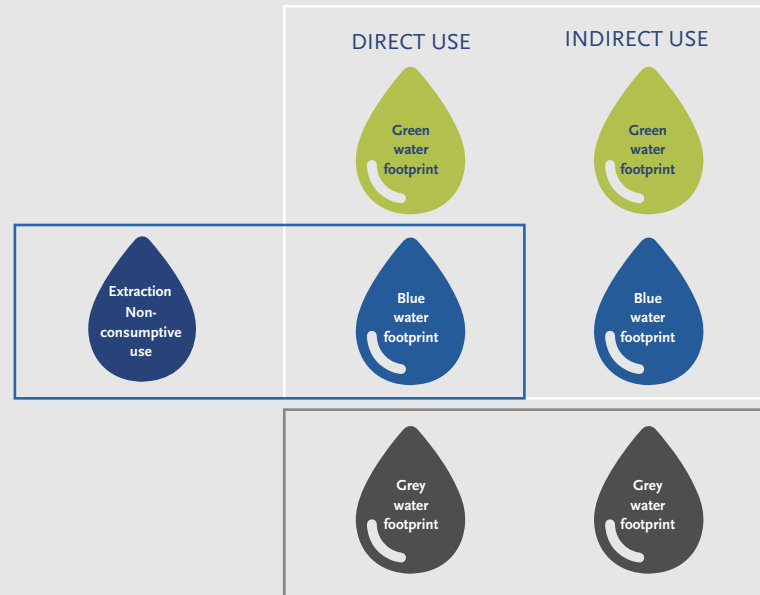 DIRECT USE
INDIRECT USE
Green
water
footprint
Green
water
footprint
Extraction
Non-
consumptive
use
Blue
water
footprint
Blue
water
footprint
Grey
water
footprint
Grey
water
footprint